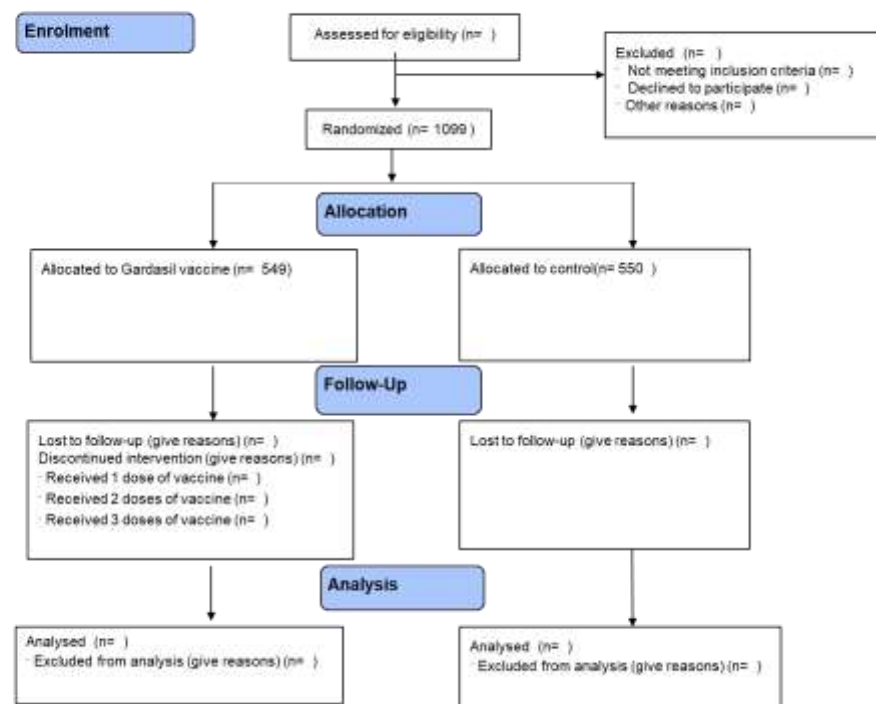 Enrolment
Assessed for eligibility (n=  )
Excluded  (n=  )
· Not meeting inclusion criteria (n=  )
· Declined to participate (n=  )
· Other reasons (n=  )
Randomized (n= 1099 )
Allocation
Allocated to Gardasil vaccine (n= 549)
Allocated to control(n= 550 )
Follow-Up
Lost to follow-up (give reasons) (n=  )
Discontinued intervention (give reasons) (n=  )
· Received 1 dose of vaccine (n=  )
· Received 2 doses of vaccine (n=  )
· Received 3 doses of vaccine (n=  )
Lost to follow-up (give reasons) (n=  )
Analysis
Analysed  (n=  )
· Excluded from analysis (give reasons) (n=  )
Analysed  (n=  )
· Excluded from analysis (give reasons) (n=  )